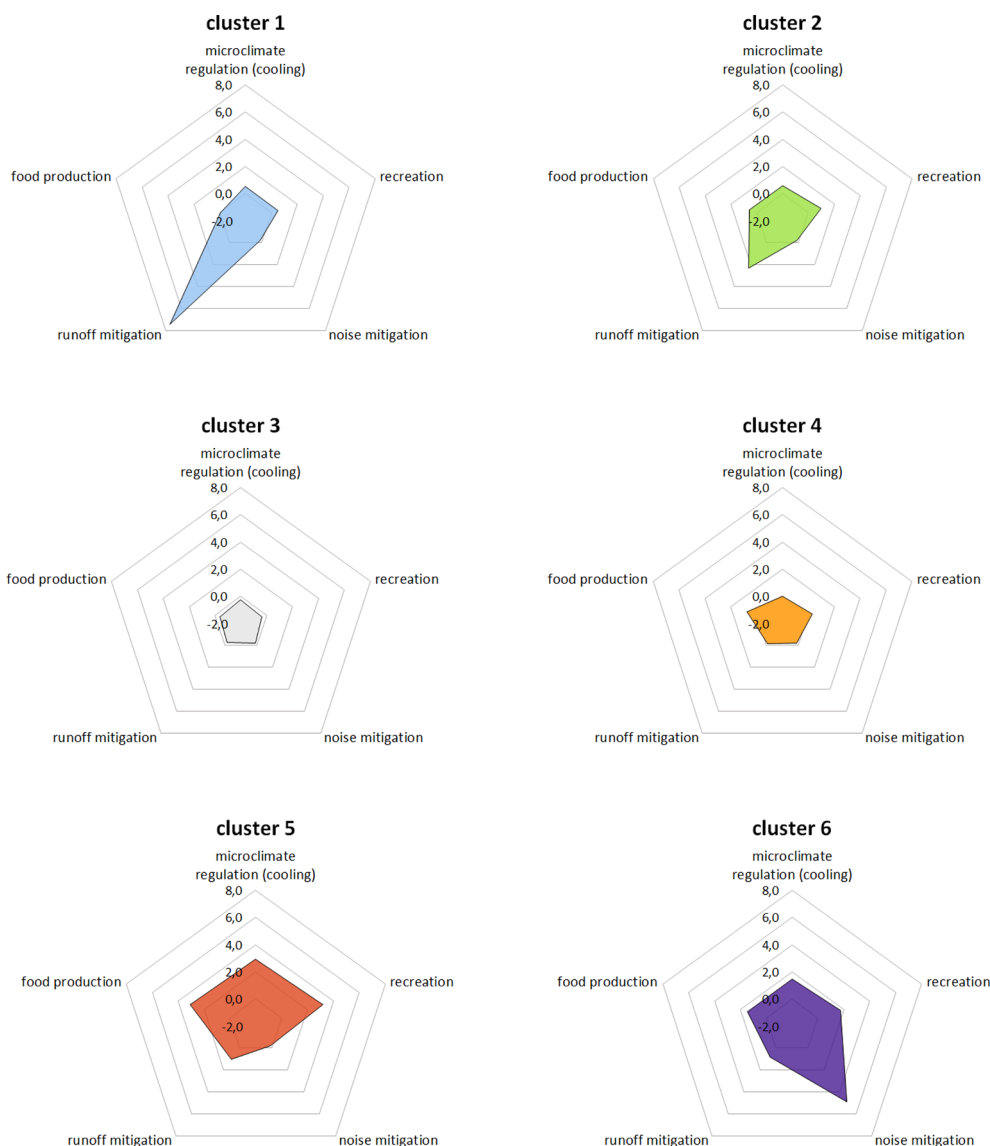 cluster 1
microclimate
regulation (cooling)
8,0
6,0
4,0
2,0
0,0
-2,0
food production
recreation
runoff mitigation
noise mitigation
cluster 2
microclimate
regulation (cooling)
8,0
6,0
4,0
2,0
0,0
-2,0
food production
recreation
runoff mitigation
noise mitigation
cluster 3
microclimate
regulation (cooling)
8,0
6,0
4,0
2,0
0,0
-2,0
food production
recreation
runoff mitigation
noise mitigation
cluster 4
microclimate
regulation (cooling)
8,0
6,0
4,0
2,0
0,0
-2,0
food production
recreation
runoff mitigation
noise mitigation
cluster 5
microclimate
regulation (cooling)
8,0
6,0
4,0
2,0
0,0
-2,0
food production
recreation
runoff mitigation
noise mitigation
cluster 6
microclimate
regulation (cooling)
8,0
6,0
4,0
2,0
0,0
-2,0
food production
recreation
runoff mitigation
noise mitigation